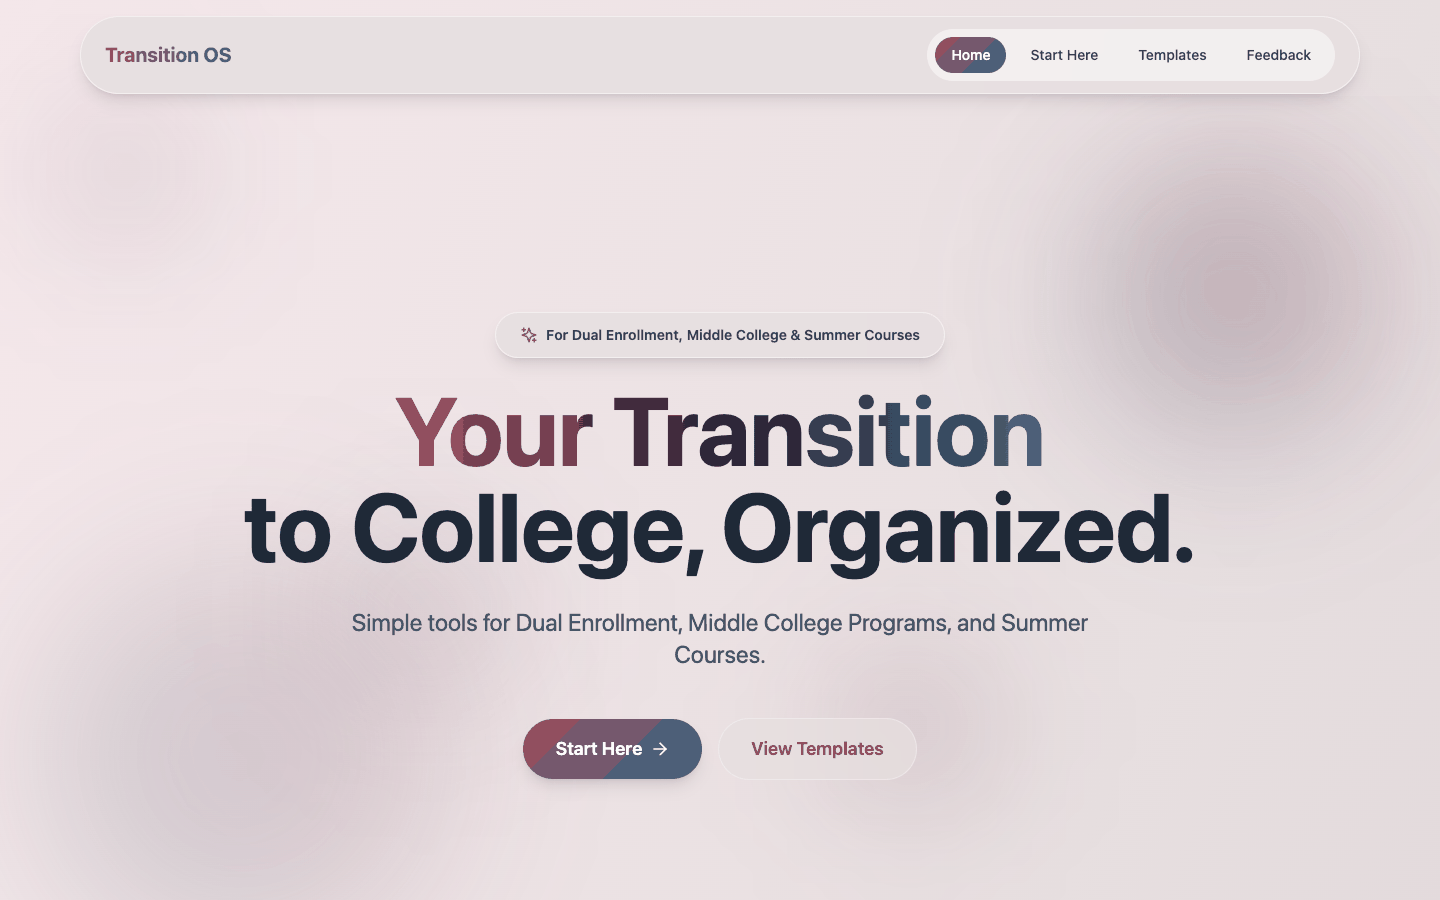 Transition OS
Home
Start Here
Templates
Feedback
For Dual Enrollment, Middle College & Summer Courses
Your Transition
to College, Organized.
Simple tools for Dual Enrollment, Middle College Programs, and Summer
Courses.
Start Here →
View Templates